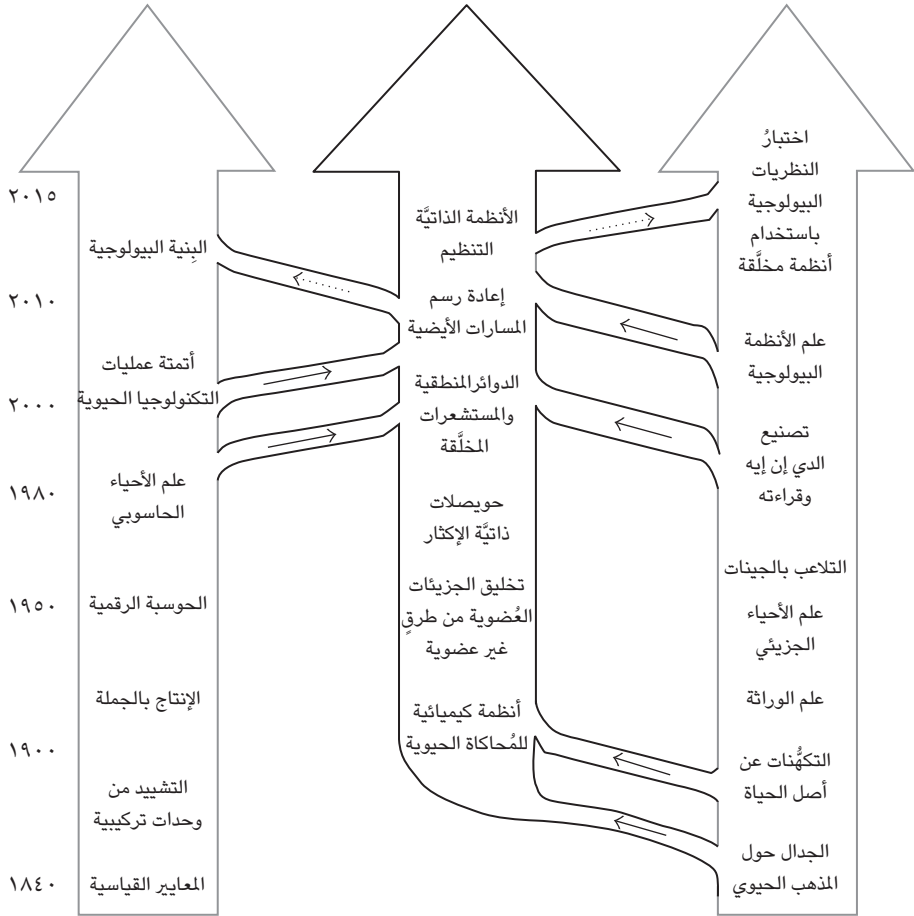 اختبارُ
النظريات
البيولوجية
باستخدام
أنظمة مخلَّقة
علم الأنظمة
البيولوجية
تصنيع
الدي إن إيه
وقراءته
التلاعب بالجينات
علم الأحياء
الجزيئي
علم الوراثة
التكهُّنات عن
أصل الحياة
الجدال حول
المذهب الحيوي
الأنظمة الذاتيَّة
التنظيم
إعادة رسم
المسارات الأيضية
الدوائر المنطقية
والمستشعرات
المخلَّقة
حويصلات
ذاتيَّة الإكثار
تخليق الجزيئات
العُضوية من طرقٍ
غير عضوية
أنظمة كيميائية
للمُحاكاة الحيوية
البِنية البيولوجية
أتمتة عمليات
التكنولوجيا الحيوية
علم الأحياء
الحاسوبي
الحوسبة الرقمية
الإنتاج بالجملة
التشييد من
وحدات تركيبية
المعايير القياسية
٢٠١٥
٢٠١٠
٢٠٠٠
١٩٨٠
١٩٥٠
١٩٠٠
١٨٤٠